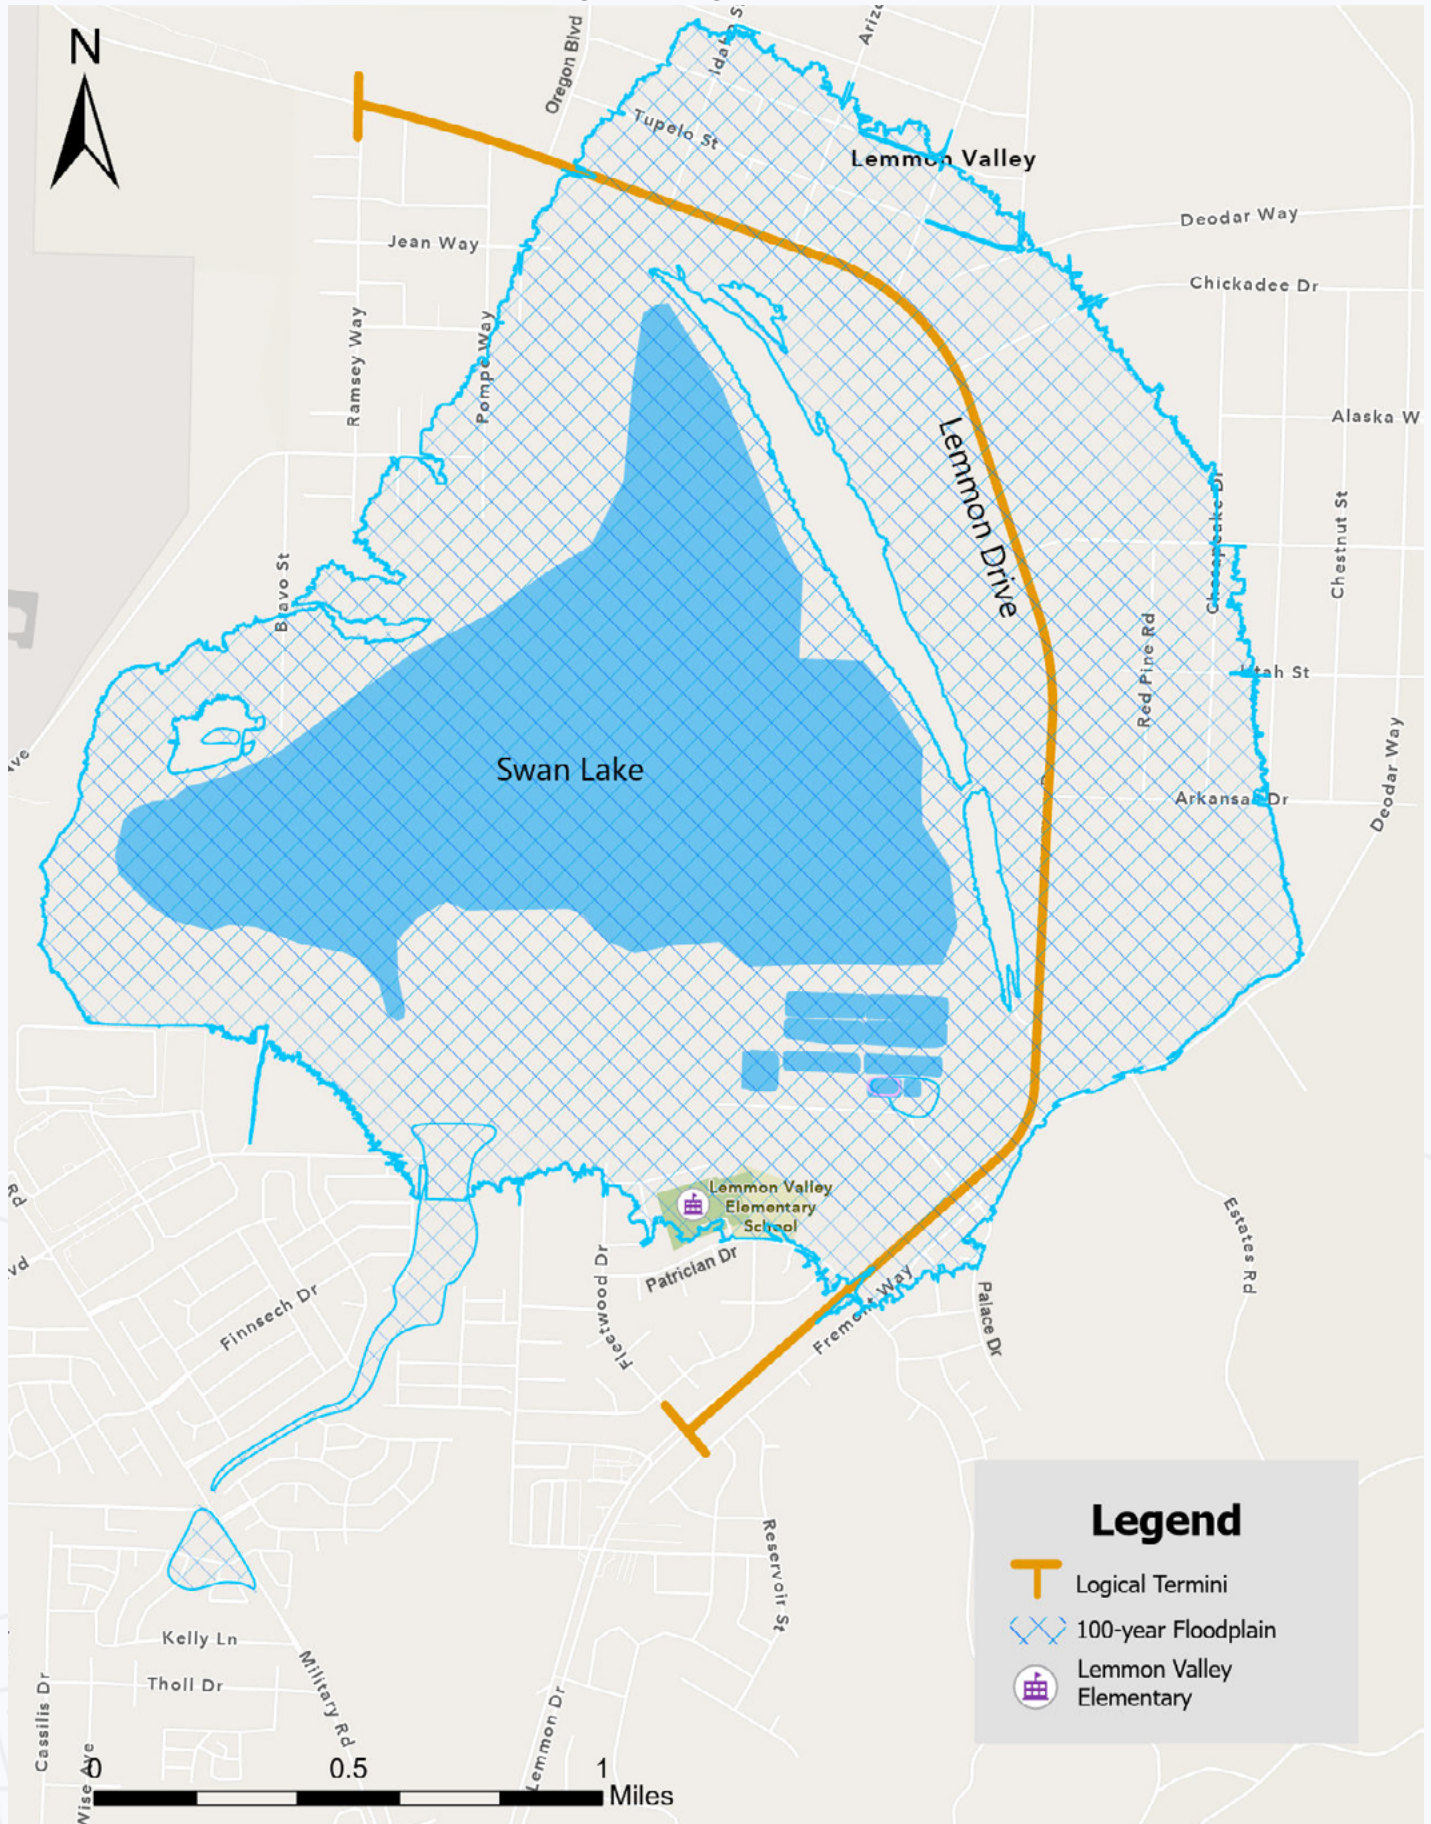 N
Oregon Blvd
Tupelo St
Lemmon Valley
Deodar Way
Jean Way
Chickadee Dr
Ramsey Way
Pompe Way
Alaska W
Lemmon Drive
Chesapeake Dr
Chestnut St
Bavo St
Red Pine Rd
Utah St
Swan Lake
Arkansas Dr
Deodar Way
Lemmon Valley
Elementary
School
Patrician Dr
Rd
Estates Rd
Finnsech Dr
Fleetwood Dr
Fremont Way
Palace Dr
Reservoir St
Legend
Logical Termini
100-year Floodplain
Lemmon Valley
Elementary
Kelly Ln
Tholl Dr
Military Rd
Cassilis Dr
Lemmon Dr
Wise Ave
0 0.5 1
Miles